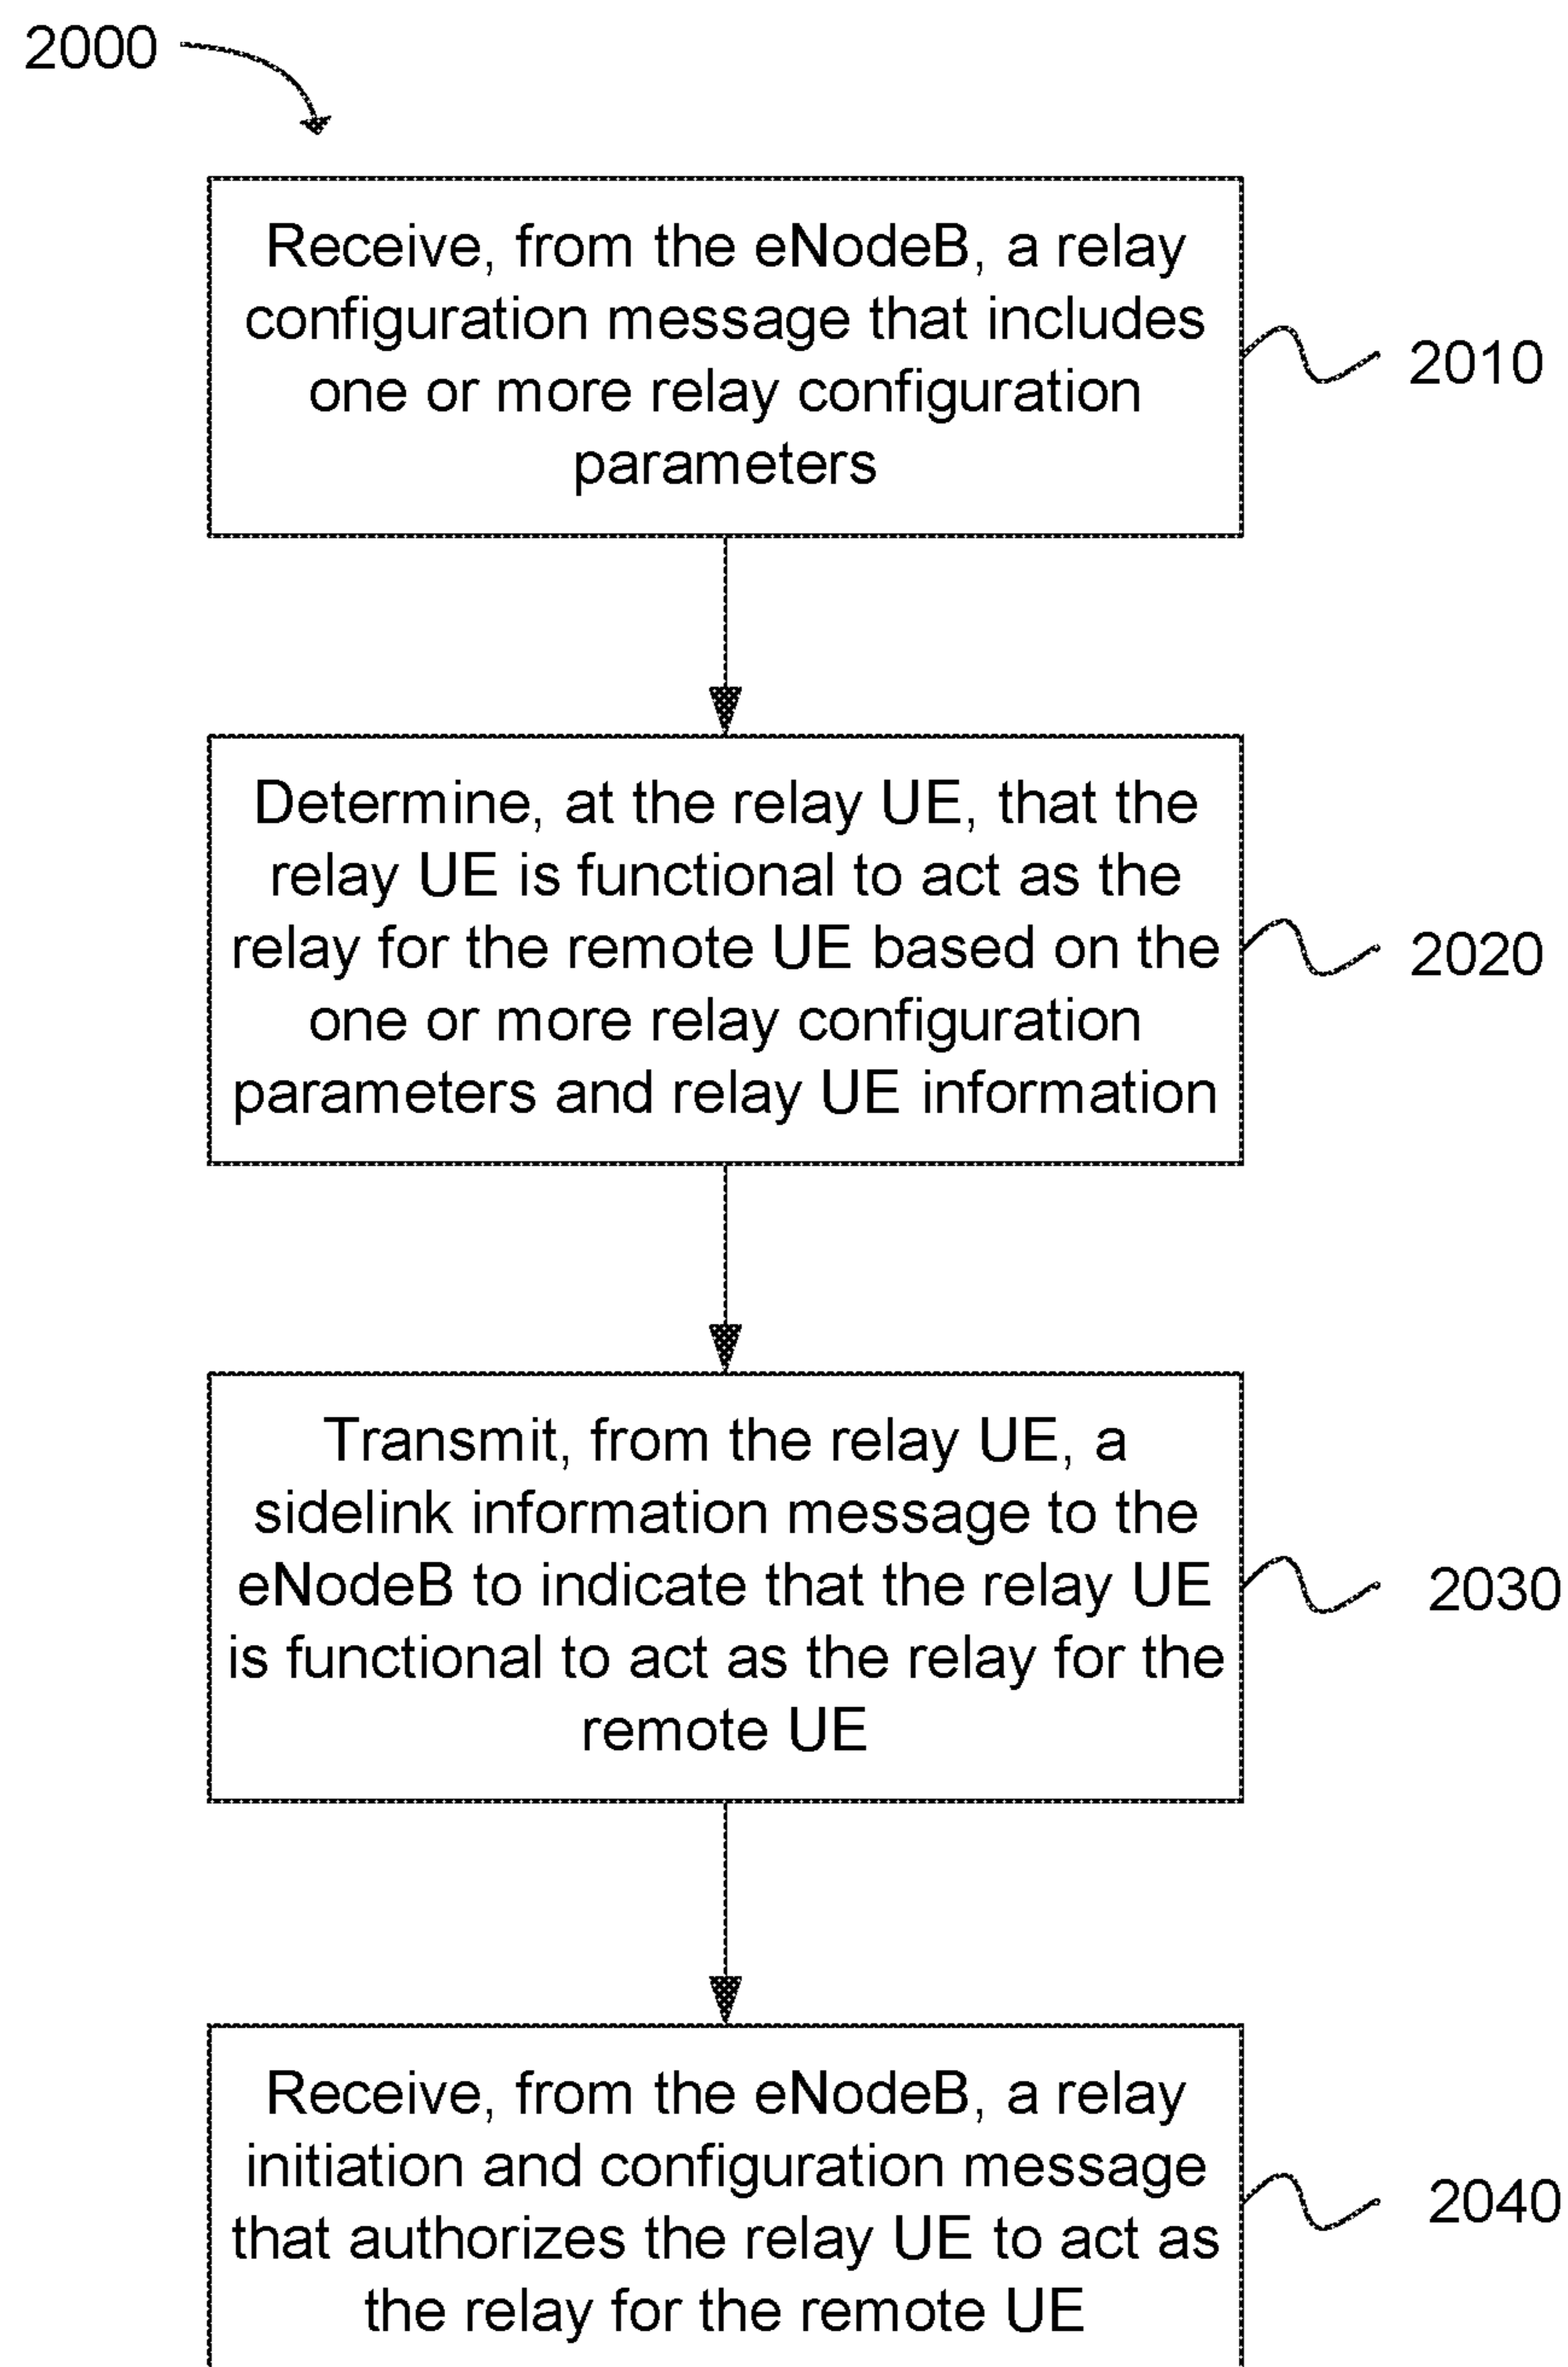 2000
Receive, from the eNodeB, a relay
configuration message that includes
one or more relay configuration
parameters
2010
Determine, at the relay UE, that the
relay UE is functional to act as the
relay for the remote UE based on the
one or more relay configuration
parameters and relay UE information
2020
Transmit, from the relay UE, a
sidelink information message to the
eNodeB to indicate that the relay UE
is functional to act as the relay for the
remote UE
2030
Receive, from the eNodeB, a relay
initiation and configuration message
that authorizes the relay UE to act as
the relay for the remote UE
2040